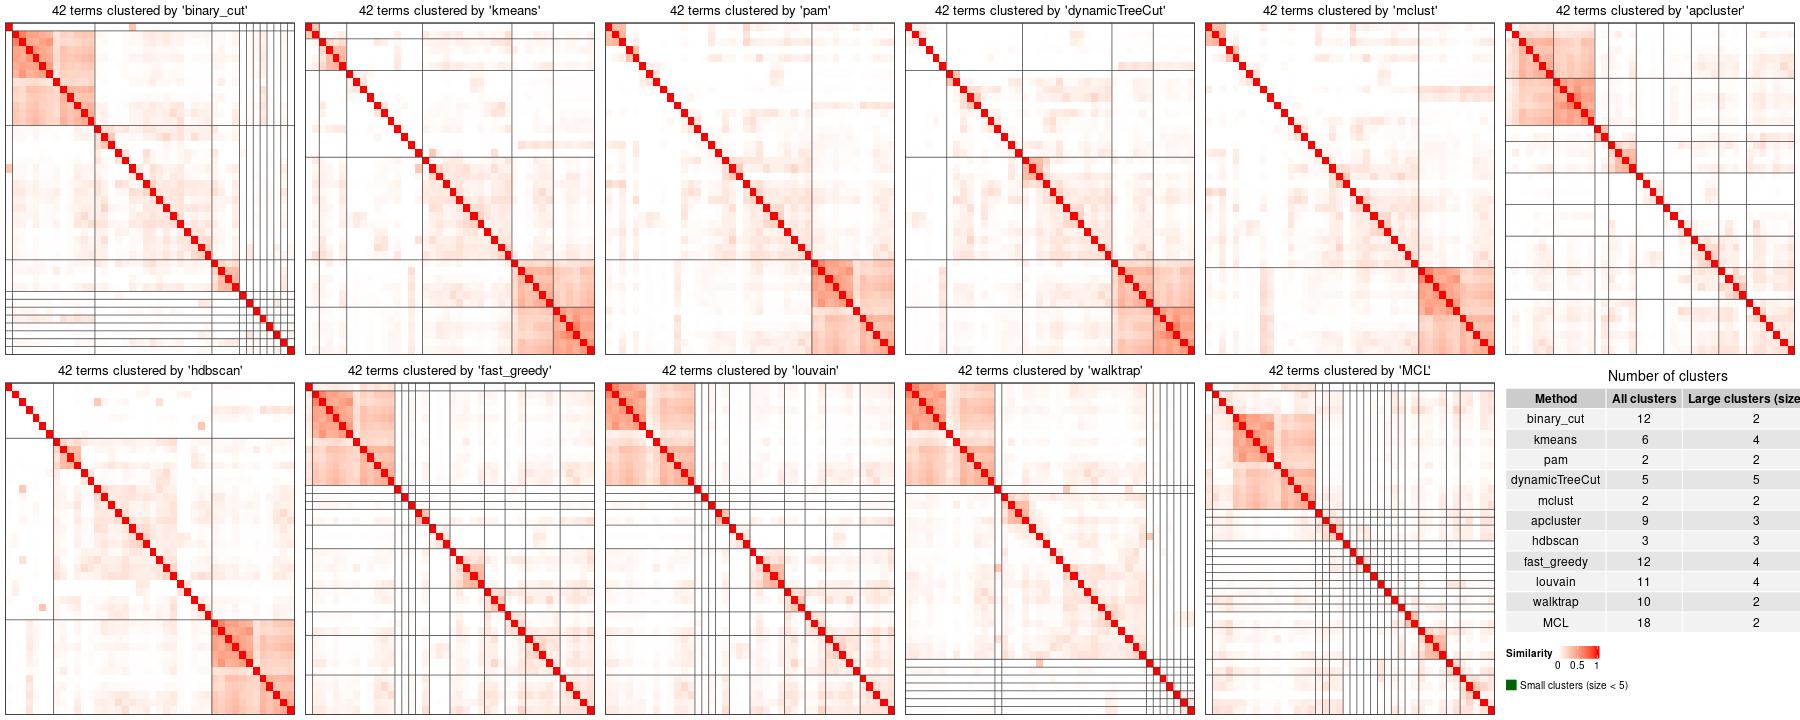 42 terms clustered by 'binary_cut'
42 terms clustered by 'kmeans'
42 terms clustered by 'pam'
42 terms clustered by 'dynamicTreeCut'
42 terms clustered by 'mclust'
42 terms clustered by 'apcluster'
42 terms clustered by 'hdbscan'
42 terms clustered by 'fast_greedy'
42 terms clustered by 'louvain'
42 terms clustered by 'walktrap'
42 terms clustered by 'MCL'
Number of clusters
Method All clusters Large clusters (size
binary_cut 12 2
kmeans 6 4
pam 2 2
dynamicTreeCut 5 5
mclust 2 2
apcluster 9 3
hdbscan 3 3
fast_greedy 12 4
louvain 11 4
walktrap 10 2
MCL 18 2
Similarity
0 0.5 1
Small clusters (size < 5)